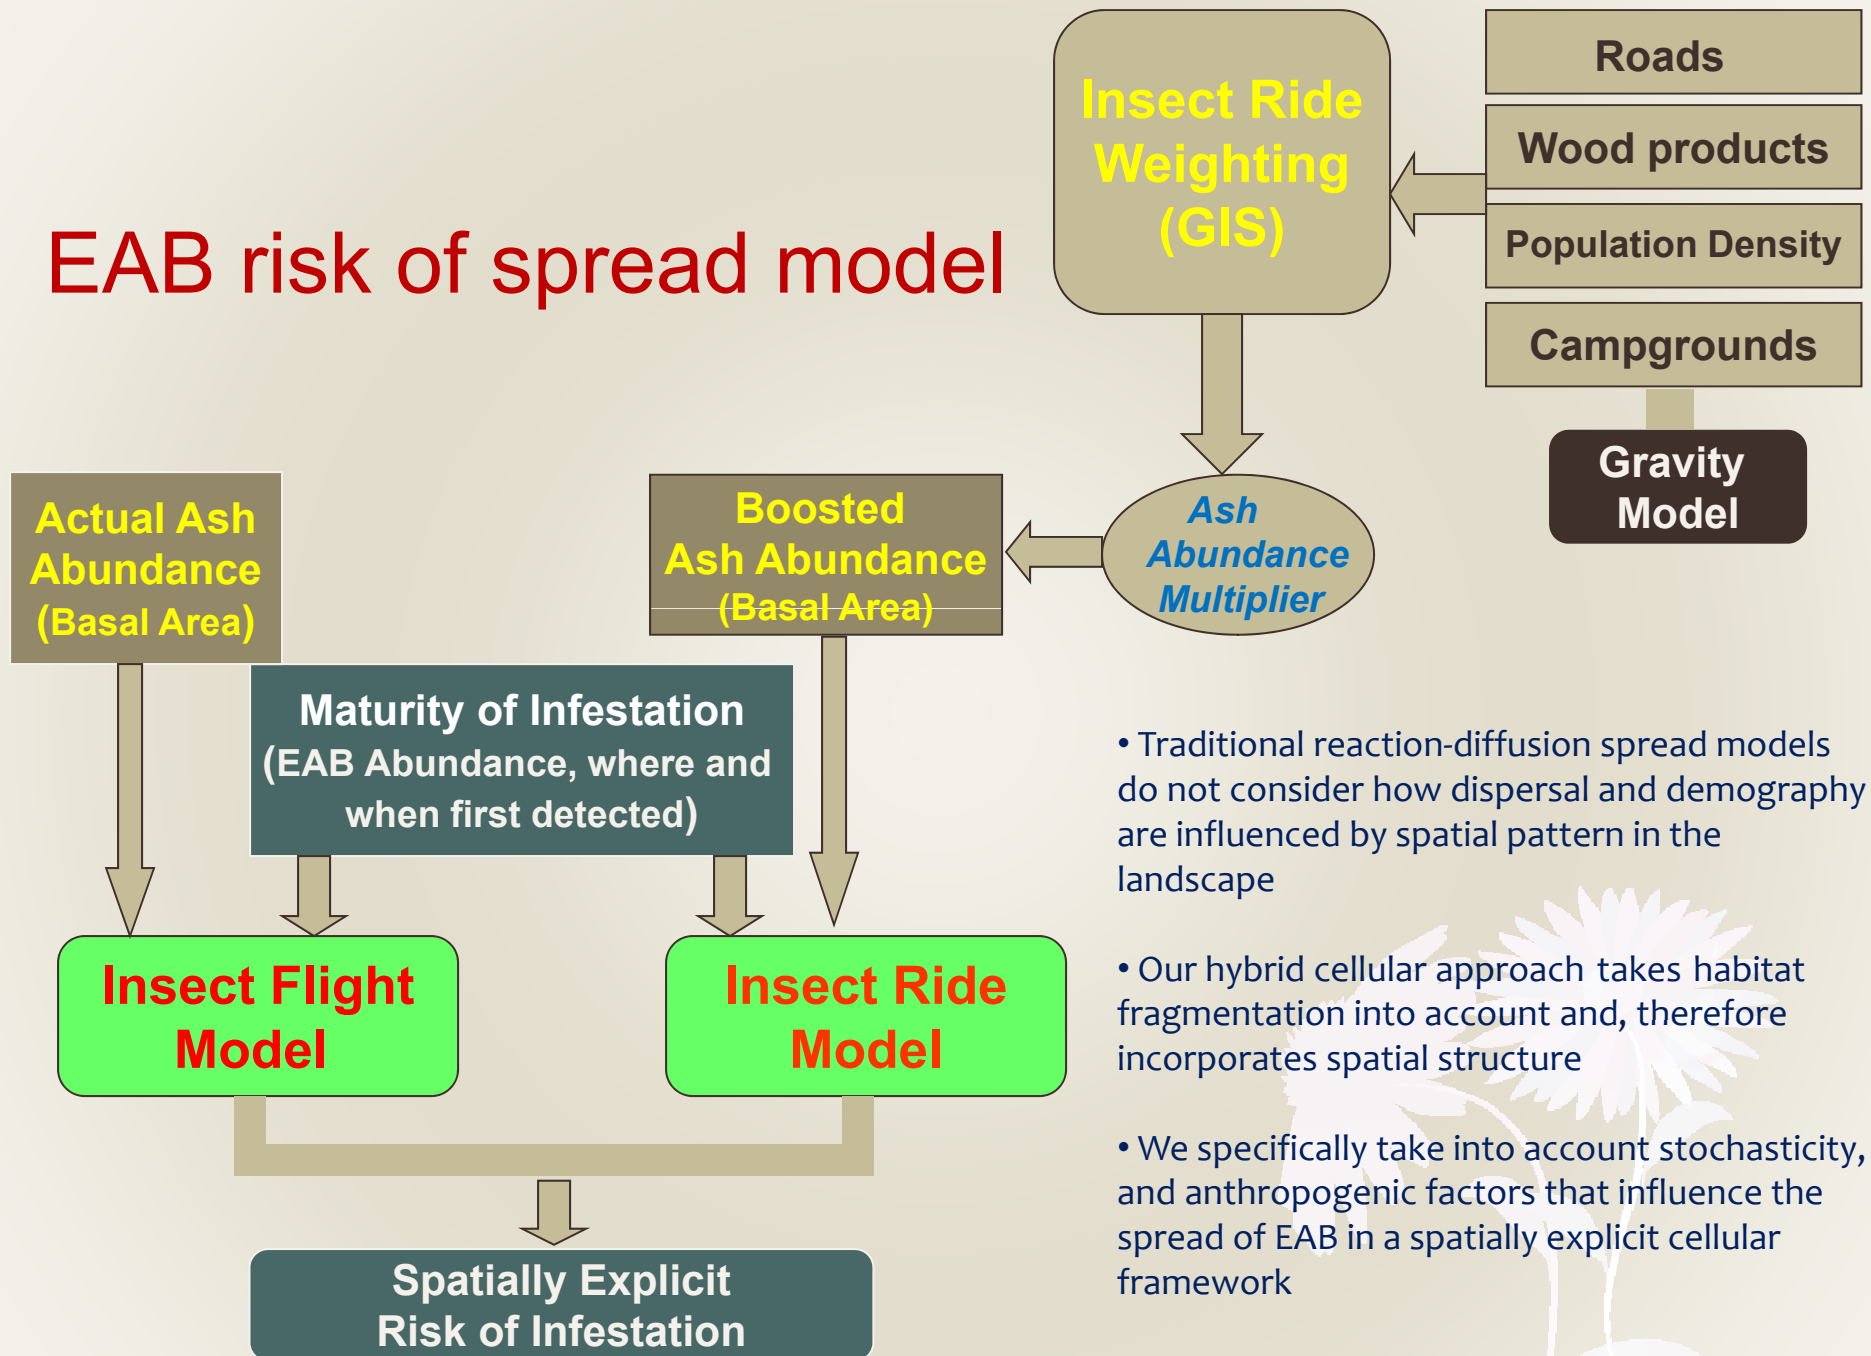 EAB risk of spread model
Insect Ride
Weighting
(GIS)
Roads
Wood products
Population Density
Campgrounds
Gravity
Model
Actual Ash
Abundance
(Basal Area)
Boosted
Ash Abundance
(Basal Area)
Ash
Abundance
Multiplier
Maturity of Infestation
(EAB Abundance, where and
when first detected)
Insect Flight
Model
Insect Ride
Model
Spatially Explicit
Risk of Infestation
• Traditional reaction-diffusion spread models
do not consider how dispersal and demography
are influenced by spatial pattern in the
landscape
• Our hybrid cellular approach takes habitat
fragmentation into account and, therefore
incorporates spatial structure
• We specifically take into account stochasticity,
and anthropogenic factors that influence the
spread of EAB in a spatially explicit cellular
framework